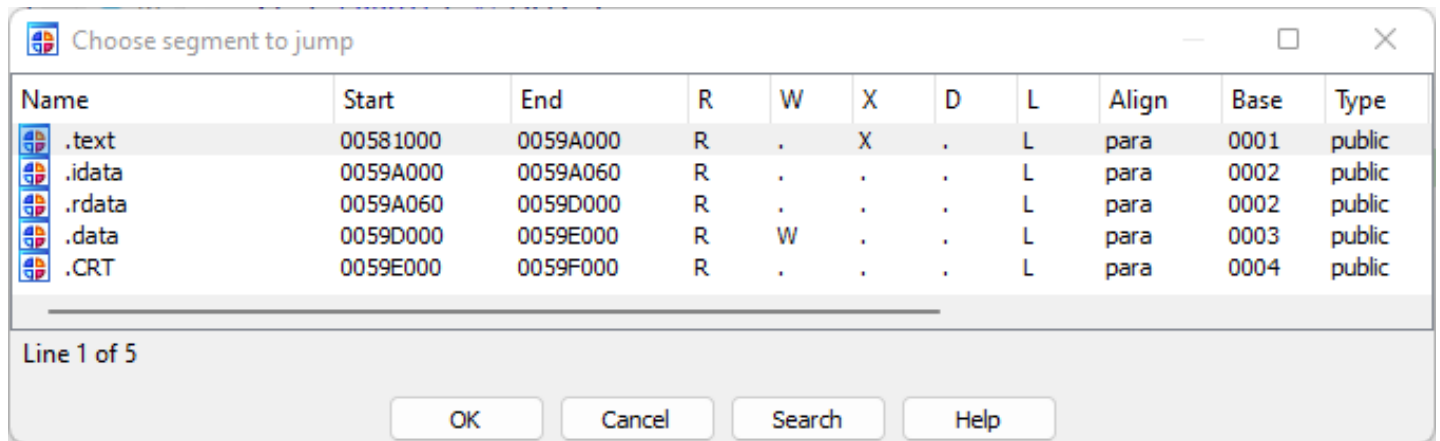 Choose segment to jump
Name Start End R W X D L Align Base Type
.text 00581000 0059A000 R . X . L para 0001 public
.idata 0059A000 0059A060 R . . . L para 0002 public
.rdata 0059A060 0059D000 R . . . L para 0002 public
.data 0059D000 0059E000 R W . . L para 0003 public
.CRT 0059E000 0059F000 R . . . L para 0004 public
Line 1 of 5
OK Cancel Search Help